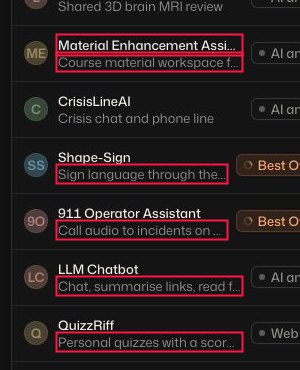 Shared 3D brain MRI review
AI an
ME
Material Enhancement Assi...
Course material workspace f...
C
CrisisLineAI
Crisis chat and phone line
AI an
SS
Shape-Sign
Sign language through the...
Best O
9O
911 Operator Assistant
Call audio to incidents on ...
Best O
LC
LLM Chatbot
Chat, summarise links, read f...
AI an
Q
QuizzRiff
Personal quizzes with a scor...
Web